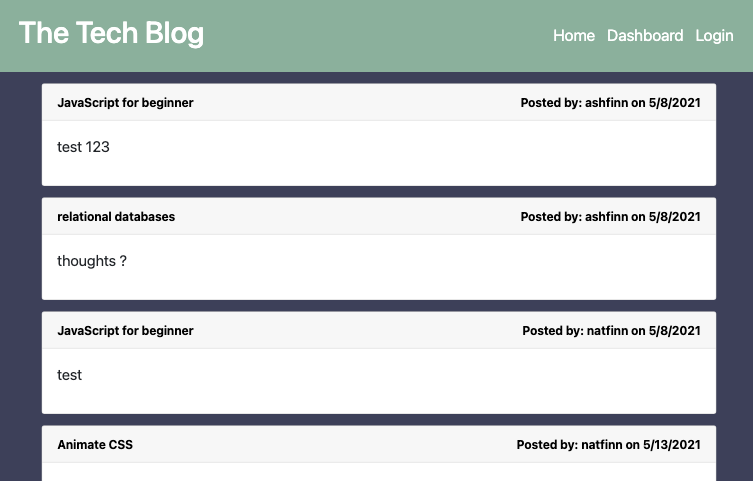 The Tech Blog
Home Dashboard Login
JavaScript for beginner Posted by: ashfinn on 5/8/2021
test 123
relational databases Posted by: ashfinn on 5/8/2021
thoughts ?
JavaScript for beginner Posted by: natfinn on 5/8/2021
test
Animate CSS Posted by: natfinn on 5/13/2021